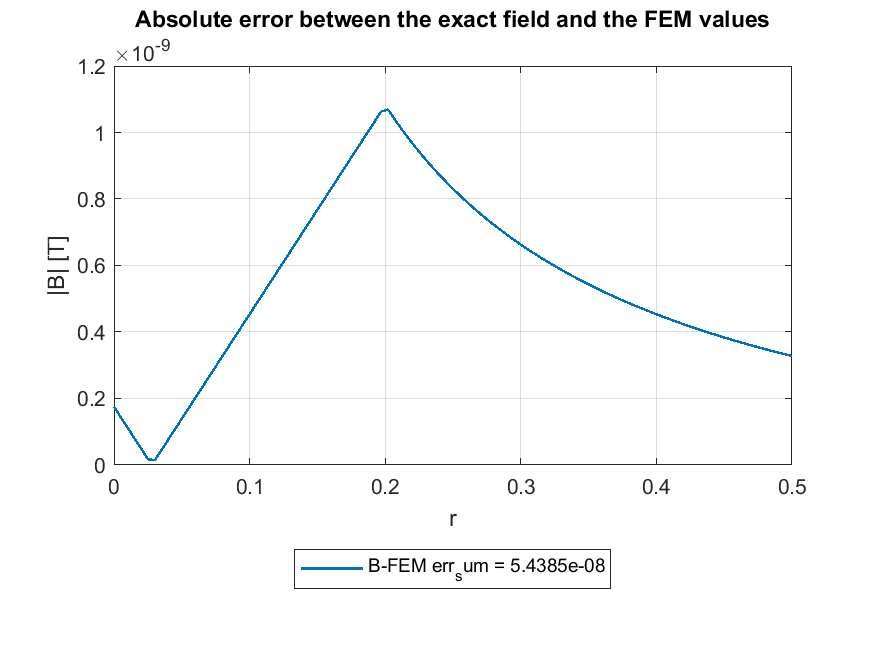 Absolute error between the exact field and the FEM values
×10-9
1.2
1
0.8
0.6
0.4
0.2
0
|B| [T]
0 0.1 0.2 0.3 0.4 0.5
r
B-FEM errsum = 5.4385e-08